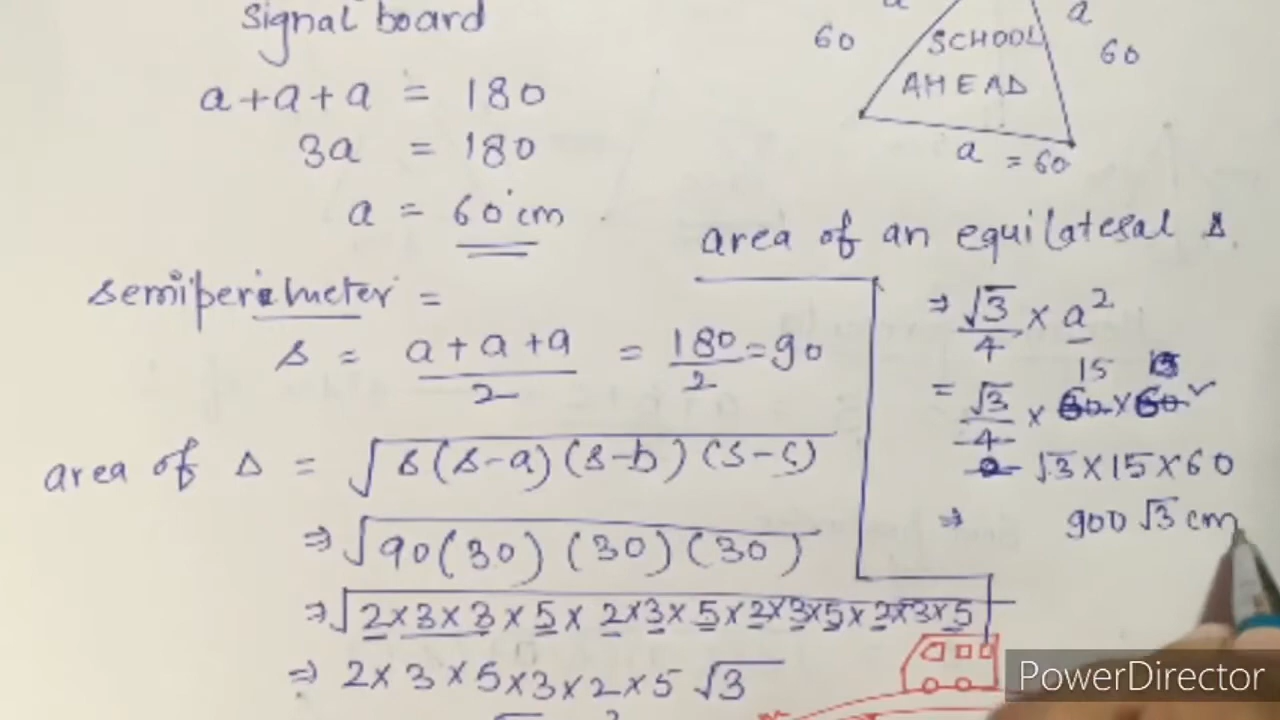 signal board
a+a+a = 180
3a = 180
a = 60 cm
a
60
a
60
SCHOOL
AHEAD
a = 60
semiperimeter =
s = a + a + a / 2 = 180 / 2 = 90
area of Δ = √s(s-a)(s-b)(s-c)
⇒ √90(30)(30)(30)
⇒ √2×3×3×5×2×3×5×2×3×5×2×3×5
⇒ 2×3×5×3×2×5√3
area of an equilateral Δ
⇒ √3/4 × a²
15
= √3/4 × 60×60
√3×15×60
⇒ 900√3 cm
PowerDirector